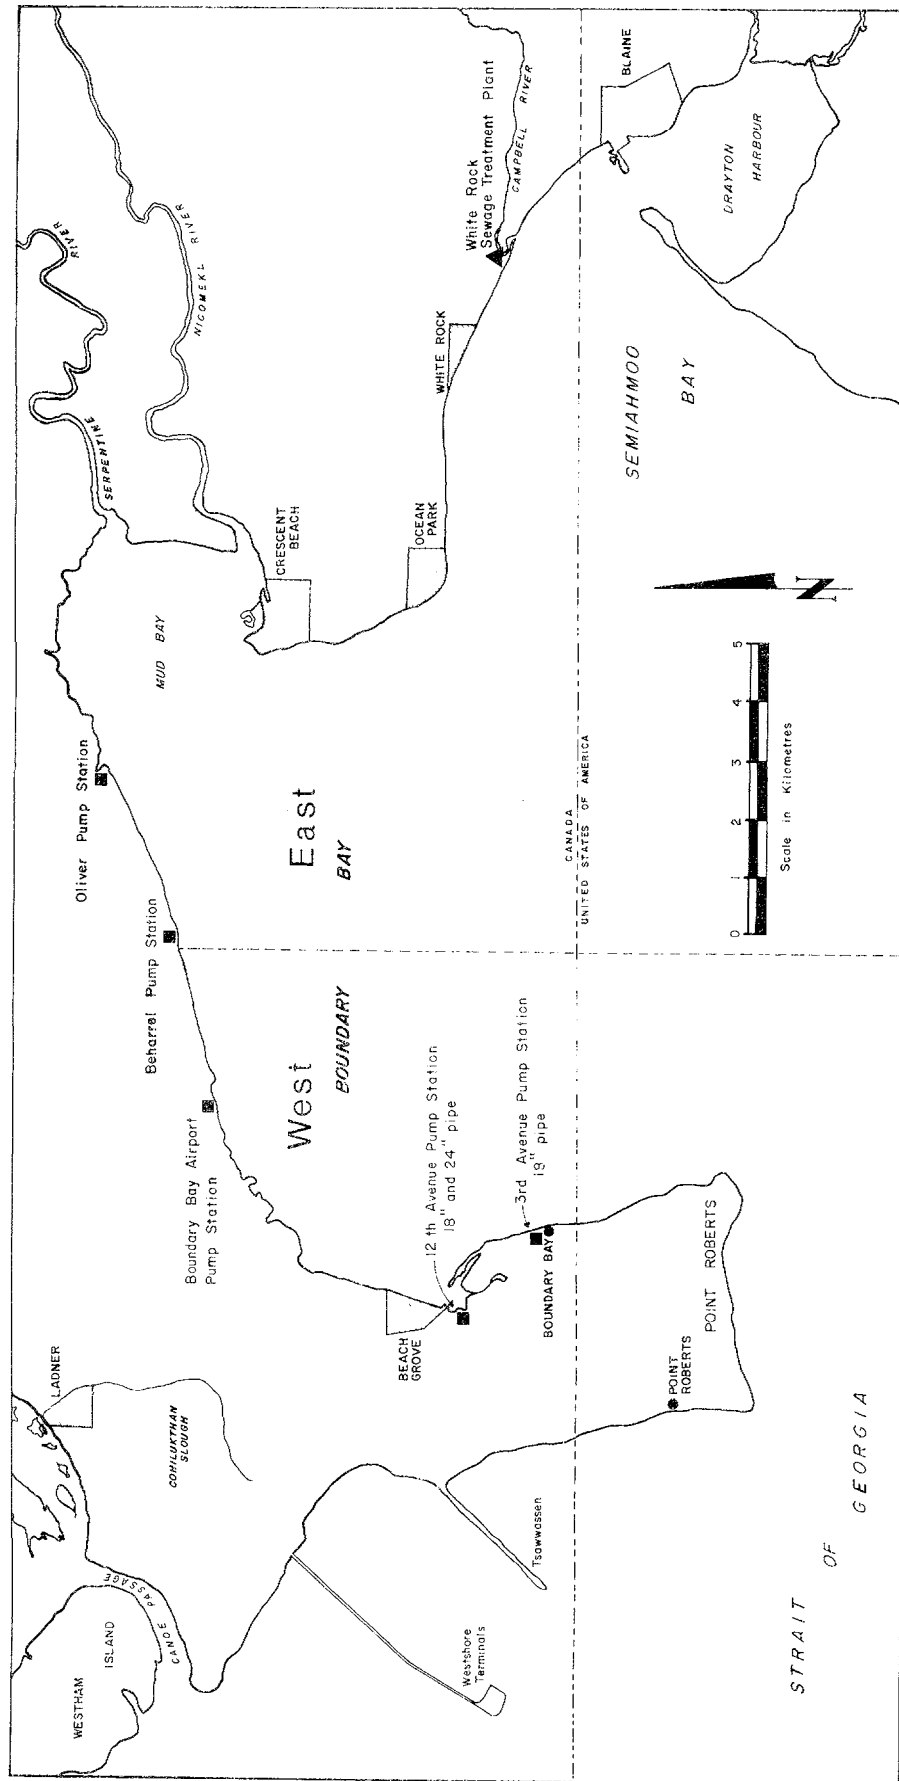 WESTHAM
ISLAND
CANOE PASSAGE
LADNER
COHILUKTHAN
SLOUGH
Westshore
Terminals
Tsawwassen
STRAIT
OF
GEORGIA
POINT
ROBERTS
POINT ROBERTS
BEACH
GROVE
BOUNDARY BAY
12 th Avenue Pump Station
18" and 24" pipe
3rd Avenue Pump Station
18" pipe
Boundary Bay Airport
Pump Station
Beharrel Pump Station
Oliver Pump Station
West
BOUNDARY
East
BAY
CANADA
UNITED STATES OF AMERICA
0 1 2 3 4 5
Scale in Kilometres
N
MUD BAY
SERPENTINE
RIVER
NICOMEKL RIVER
CRESCENT
BEACH
OCEAN
PARK
WHITE ROCK
White Rock
Sewage Treatment Plant
CAMPBELL RIVER
SEMIAHMOO
BAY
BLAINE
DRAYTON
HARBOUR